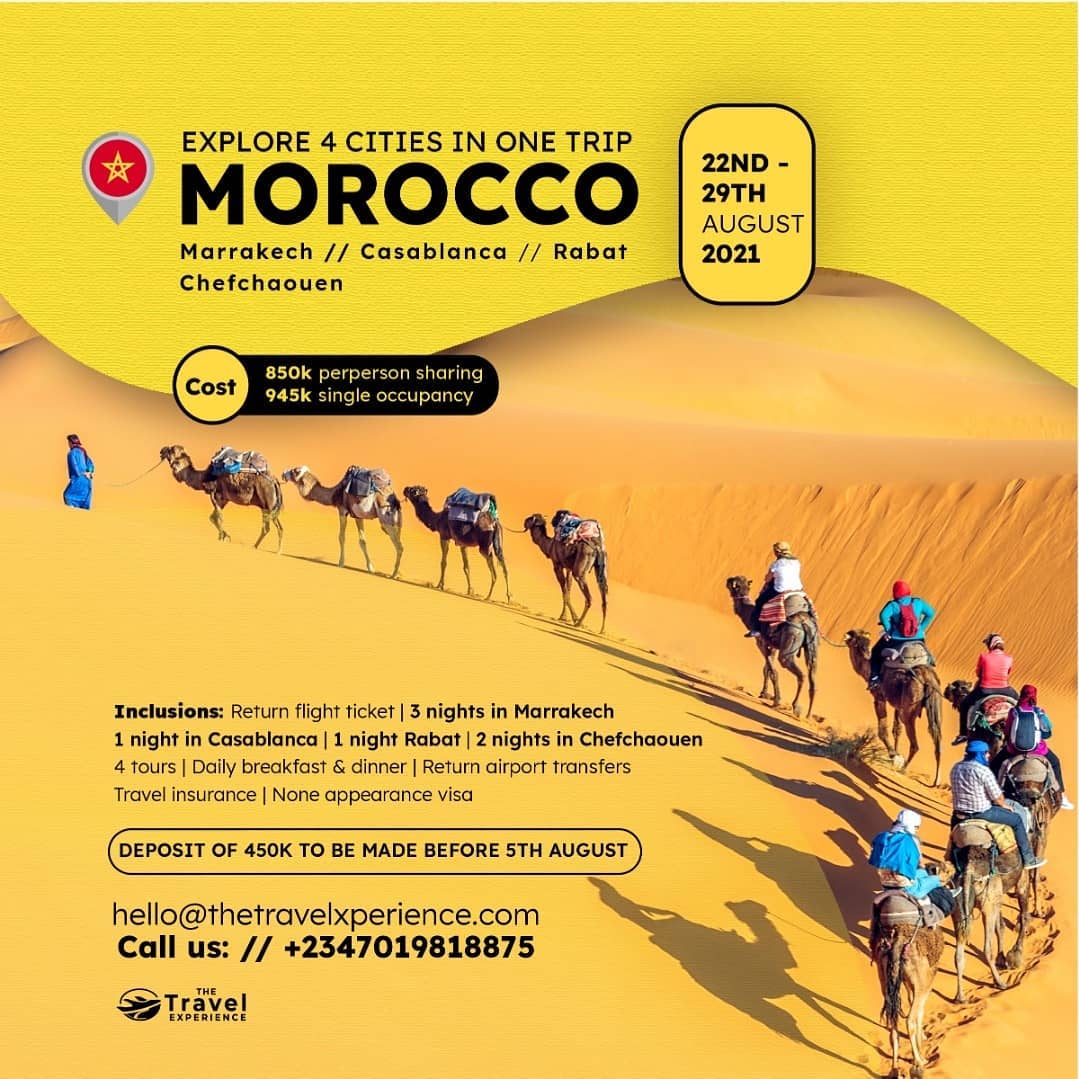 EXPLORE 4 CITIES IN ONE TRIP
MOROCCO
Marrakech // Casablanca // Rabat
Chefchaouen
22ND -
29TH
AUGUST
2021
Cost
850k perperson sharing
945k single occupancy
Inclusions: Return flight ticket | 3 nights in Marrakech
1 night in Casablanca | 1 night Rabat | 2 nights in Chefchaouen
4 tours | Daily breakfast & dinner | Return airport transfers
Travel insurance | None appearance visa
DEPOSIT OF 450K TO BE MADE BEFORE 5TH AUGUST
hello@thetravelxperience.com
Call us: // +2347019818875
THE
Travel
EXPERIENCE